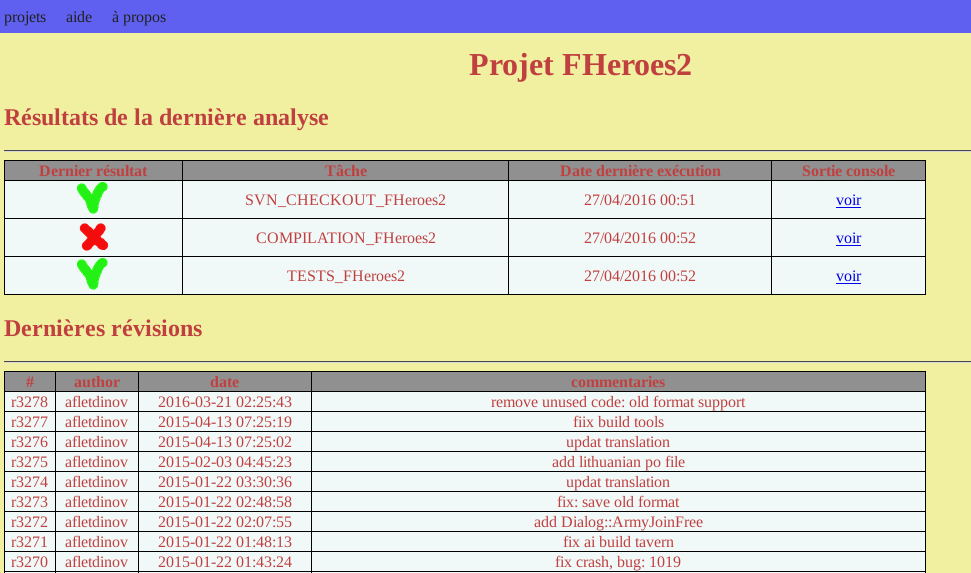 projets aide à propos
Projet FHeroes2
Résultats de la dernière analyse
Dernier résultat Tâche Date dernière exécution Sortie console
SVN_CHECKOUT_FHeroes2 27/04/2016 00:51 voir
COMPILATION_FHeroes2 27/04/2016 00:52 voir
TESTS_FHeroes2 27/04/2016 00:52 voir
Dernières révisions
# author date commentaries
r3278 afletdinov 2016-03-21 02:25:43 remove unused code: old format support
r3277 afletdinov 2015-04-13 07:25:19 fiix build tools
r3276 afletdinov 2015-04-13 07:25:02 updat translation
r3275 afletdinov 2015-02-03 04:45:23 add lithuanian po file
r3274 afletdinov 2015-01-22 03:30:36 updat translation
r3273 afletdinov 2015-01-22 02:48:58 fix: save old format
r3272 afletdinov 2015-01-22 02:07:55 add Dialog::ArmyJoinFree
r3271 afletdinov 2015-01-22 01:48:13 fix ai build tavern
r3270 afletdinov 2015-01-22 01:43:24 fix crash, bug: 1019